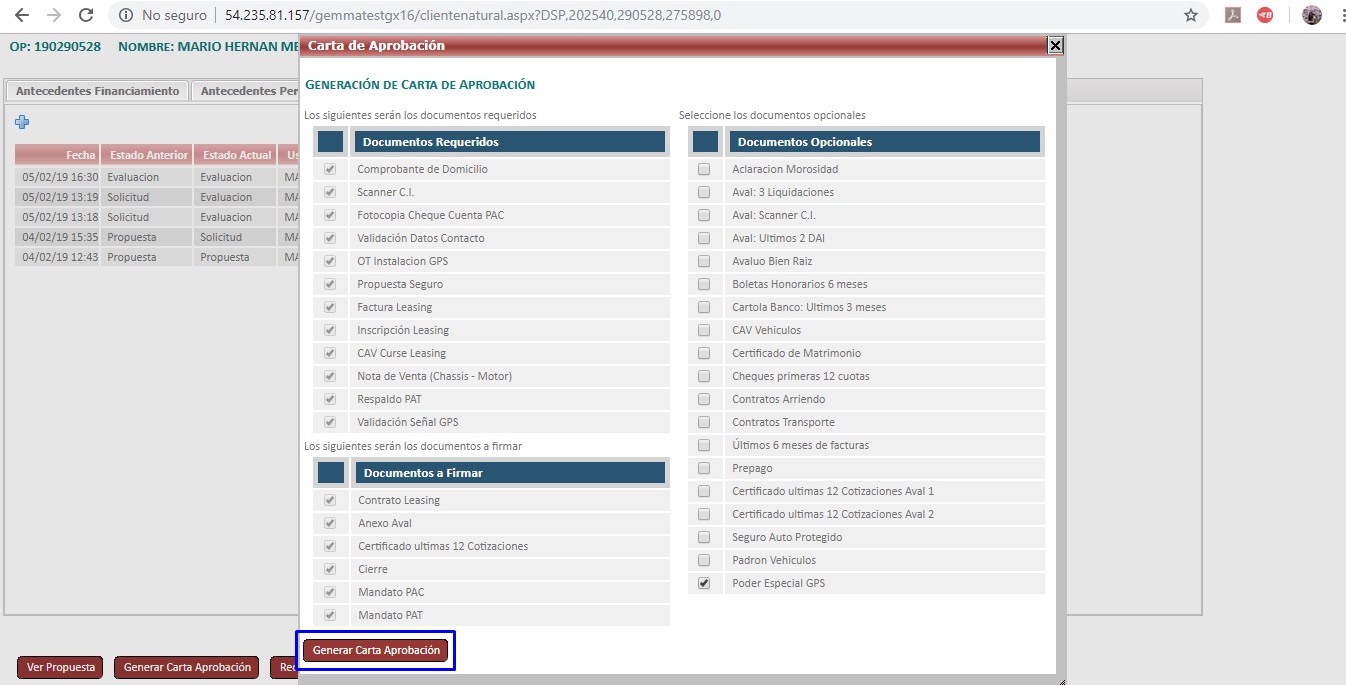 No seguro
54.235.81.157/gemmatestgx16/clientenatural.aspx?DSP,202540,290528,275898,0
OP: 190290528 NOMBRE: MARIO HERNAN ME
Carta de Aprobación
GENERACIÓN DE CARTA DE APROBACIÓN
Antecedentes Financiamiento
Antecedentes Per
Fecha Estado Anterior Estado Actual Us
05/02/19 16:30 Evaluacion Evaluacion MA
05/02/19 13:19 Solicitud Evaluacion MA
05/02/19 13:18 Solicitud Evaluacion MA
04/02/19 15:35 Propuesta Solicitud MA
04/02/19 12:43 Propuesta Propuesta MA
Los siguientes serán los documentos requeridos
Documentos Requeridos
Comprobante de Domicilio
Scanner C.I.
Fotocopia Cheque Cuenta PAC
Validación Datos Contacto
OT Instalacion GPS
Propuesta Seguro
Factura Leasing
Inscripción Leasing
CAV Curse Leasing
Nota de Venta (Chassis - Motor)
Respaldo PAT
Validación Señal GPS
Los siguientes serán los documentos a firmar
Documentos a Firmar
Contrato Leasing
Anexo Aval
Certificado ultimas 12 Cotizaciones
Cierre
Mandato PAC
Mandato PAT
Seleccione los documentos opcionales
Documentos Opcionales
Aclaracion Morosidad
Aval: 3 Liquidaciones
Aval: Scanner C.I.
Aval: Ultimos 2 DAI
Avaluo Bien Raiz
Boletas Honorarios 6 meses
Cartola Banco: Ultimos 3 meses
CAV Vehiculos
Certificado de Matrimonio
Cheques primeras 12 cuotas
Contratos Arriendo
Contratos Transporte
Últimos 6 meses de facturas
Prepago
Certificado ultimas 12 Cotizaciones Aval 1
Certificado ultimas 12 Cotizaciones Aval 2
Seguro Auto Protegido
Padron Vehiculos
Poder Especial GPS
Generar Carta Aprobación
Ver Propuesta
Generar Carta Aprobación
Rec